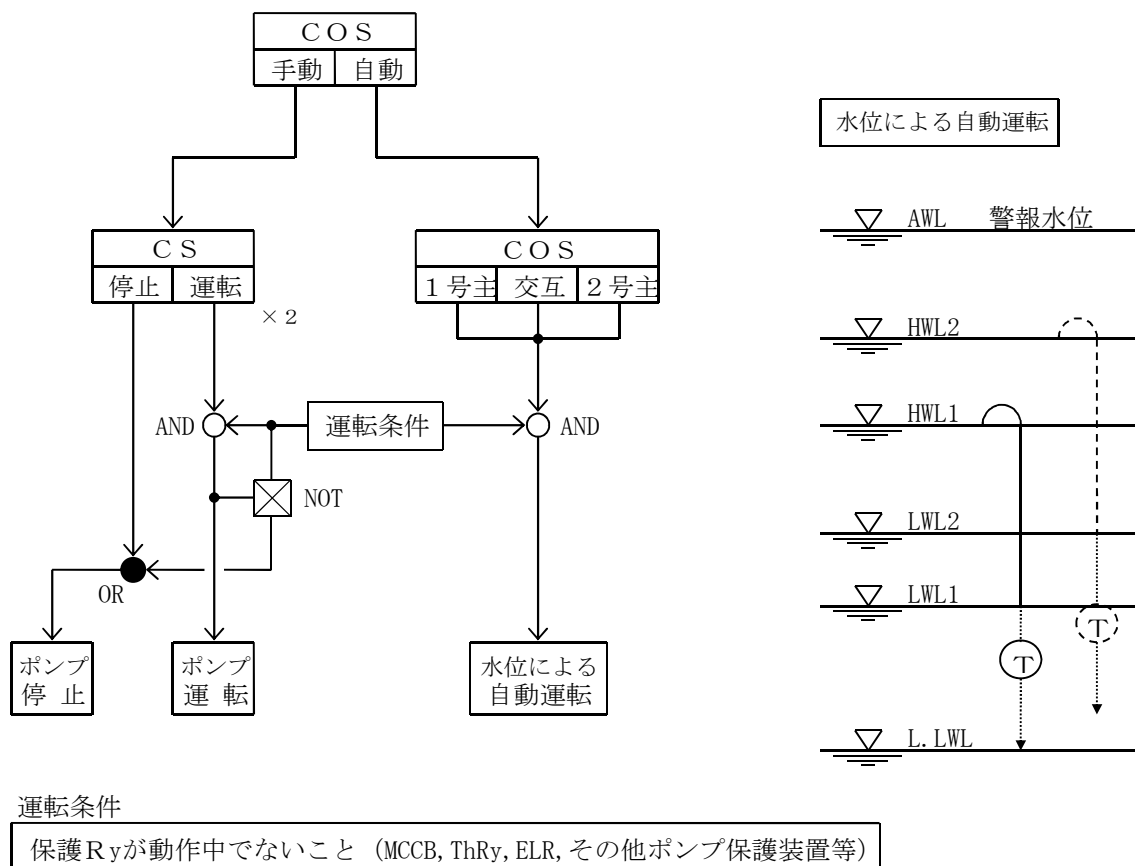 ＣＯＳ
手動 自動
水位による自動運転
ＣＳ
停止 運転
×２
ＣＯＳ
１号主 交互 ２号主
AND
運転条件
AND
NOT
OR
ポンプ
停 止
ポンプ
運 転
水位による
自動運転
AWL 警報水位
HWL2
HWL1
LWL2
LWL1
T
T
L.LWL
運転条件
保護Ｒyが動作中でないこと (MCCB,ThRy,ELR,その他ポンプ保護装置等)